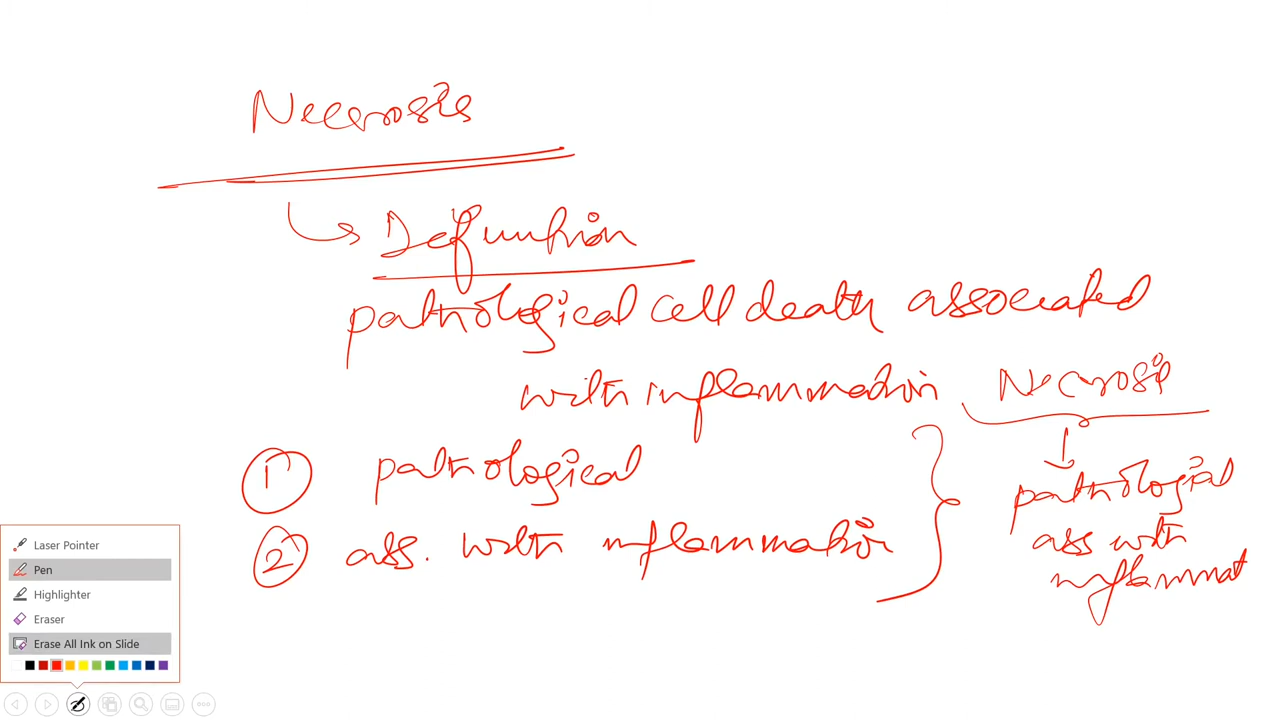 Necrosis
Definition
pathological cell death associated
with inflammation
Necrosis
① pathological
② ass. with inflammation
pathological
ass with
inflammat
Laser Pointer
Pen
Highlighter
Eraser
Erase All Ink on Slide